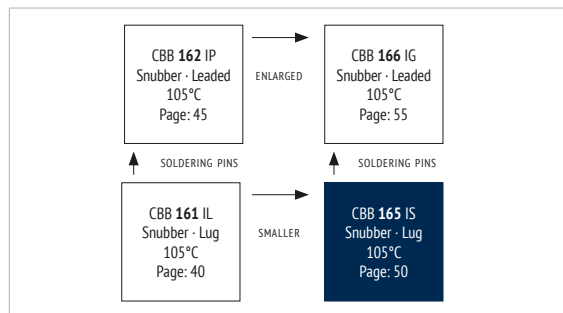 CBB 162 IP
Snubber · Leaded
105°C
Page: 45
ENLARGED
CBB 166 IG
Snubber · Leaded
105°C
Page: 55
SOLDERING PINS
SOLDERING PINS
CBB 161 IL
Snubber · Lug
105°C
Page: 40
SMALLER
CBB 165 IS
Snubber · Lug
105°C
Page: 50